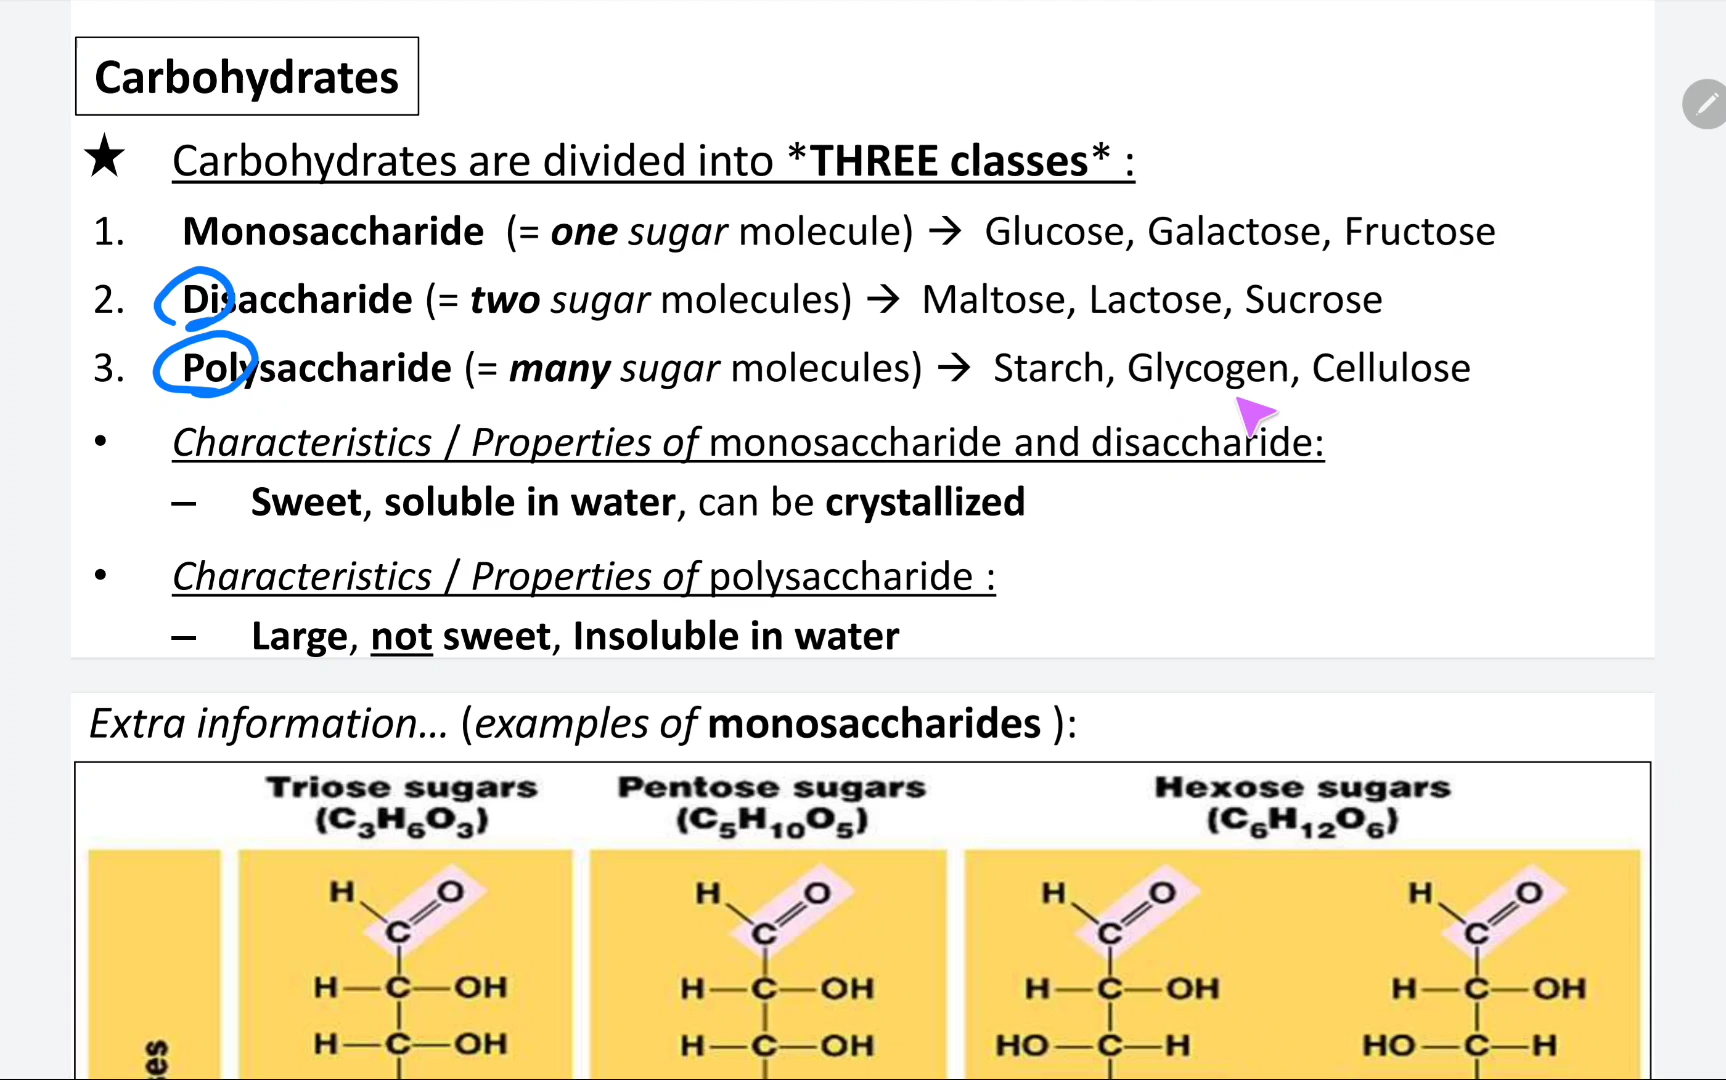 Carbohydrates
★ Carbohydrates are divided into *THREE classes* :
1. Monosaccharide (= one sugar molecule) → Glucose, Galactose, Fructose
2. Disaccharide (= two sugar molecules) → Maltose, Lactose, Sucrose
3. Polysaccharide (= many sugar molecules) → Starch, Glycogen, Cellulose
• Characteristics / Properties of monosaccharide and disaccharide:
– Sweet, soluble in water, can be crystallized
• Characteristics / Properties of polysaccharide :
– Large, not sweet, Insoluble in water
Extra information... (examples of monosaccharides ):
Triose sugars Pentose sugars Hexose sugars
(C₃H₆O₃) (C₅H₁₀O₅) (C₆H₁₂O₆)
H O H O H O H O
C C C C
H—C—OH H—C—OH H—C—OH H—C—OH
H—C—OH H—C—OH HO—C—H HO—C—H